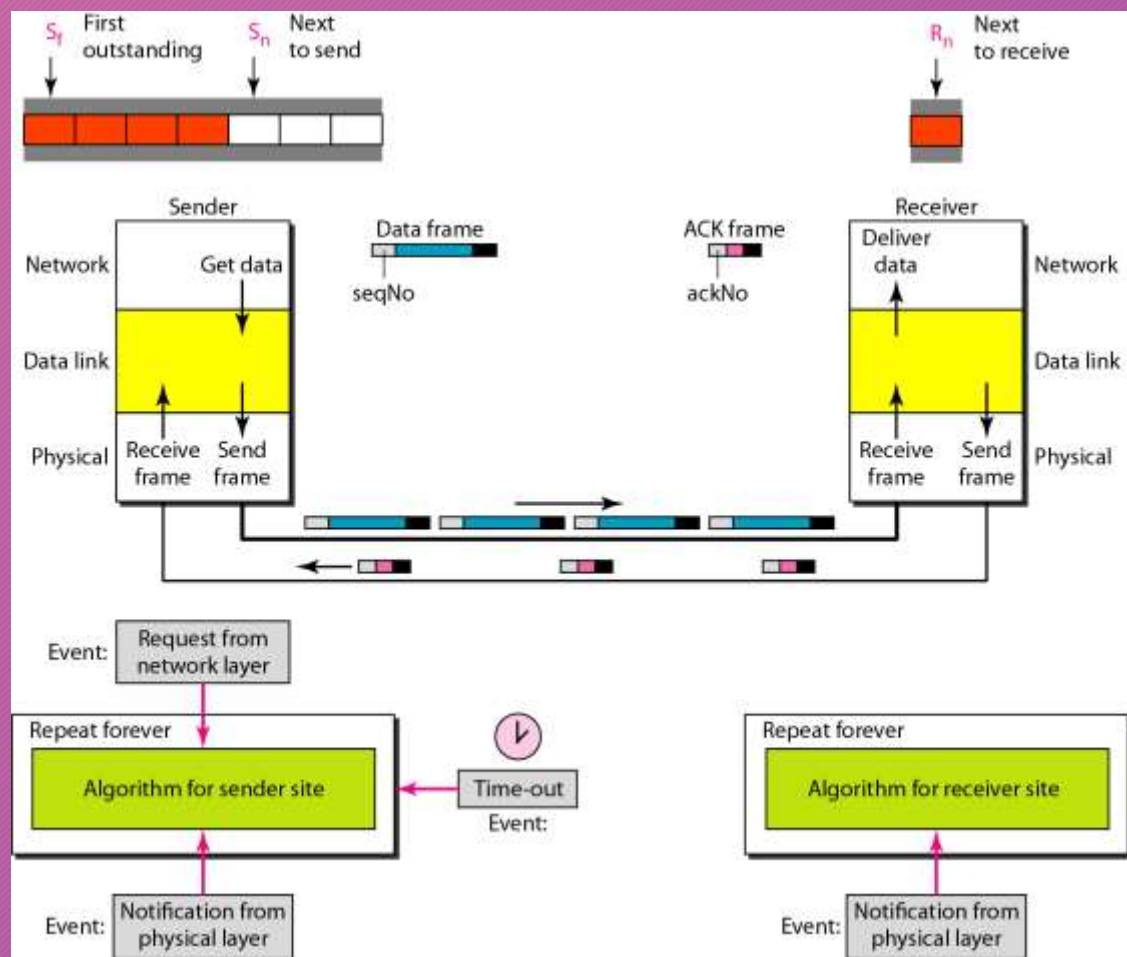 Sf First outstanding
Sn Next to send
Rn Next to receive
Sender
Receiver
Data frame
seqNo
ACK frame
ackNo
Network
Get data
Deliver
data
Network
Data link
Data link
Physical
Receive
frame
Send
frame
Receive
frame
Send
frame
Physical
Event:
Request from
network layer
Repeat forever
Algorithm for sender site
Time-out
Event:
Event:
Notification from
physical layer
Repeat forever
Algorithm for receiver site
Event:
Notification from
physical layer